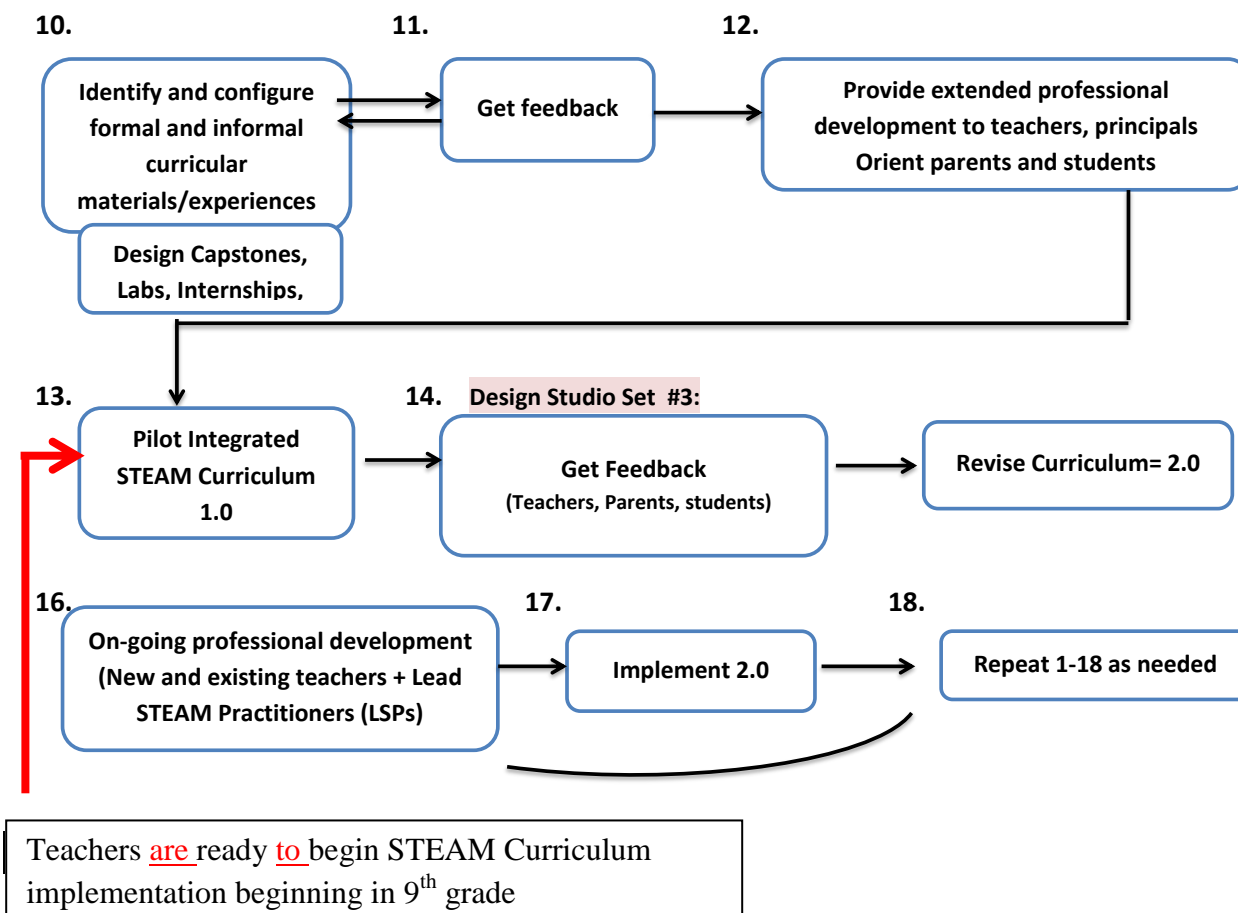 10.
Identify and configure
formal and informal
curricular
materials/experiences
Design Capstones,
Labs, Internships,
11.
Get feedback
12.
Provide extended professional
development to teachers, principals
Orient parents and students
13.
Pilot Integrated
STEAM Curriculum
1.0
14.
Design Studio Set #3:
Get Feedback
(Teachers, Parents, students)
Revise Curriculum= 2.0
16.
On-going professional development
(New and existing teachers + Lead
STEAM Practitioners (LSPs)
17.
Implement 2.0
18.
Repeat 1-18 as needed
Teachers are ready to begin STEAM Curriculum
implementation beginning in 9th grade